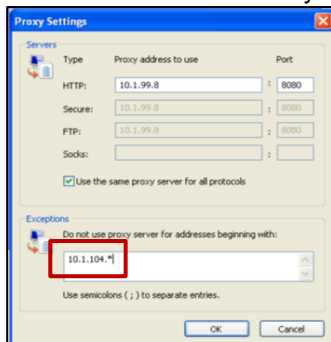 Proxy Settings
Servers
Type Proxy address to use Port
HTTP: 10.1.99.8 : 8080
Secure: 10.1.99.8 : 8080
FTP: 10.1.99.8 : 8080
Socks: :
Use the same proxy server for all protocols
Exceptions
Do not use proxy server for addresses beginning with:
10.1.104.*
Use semicolons ( ; ) to separate entries.
OK Cancel